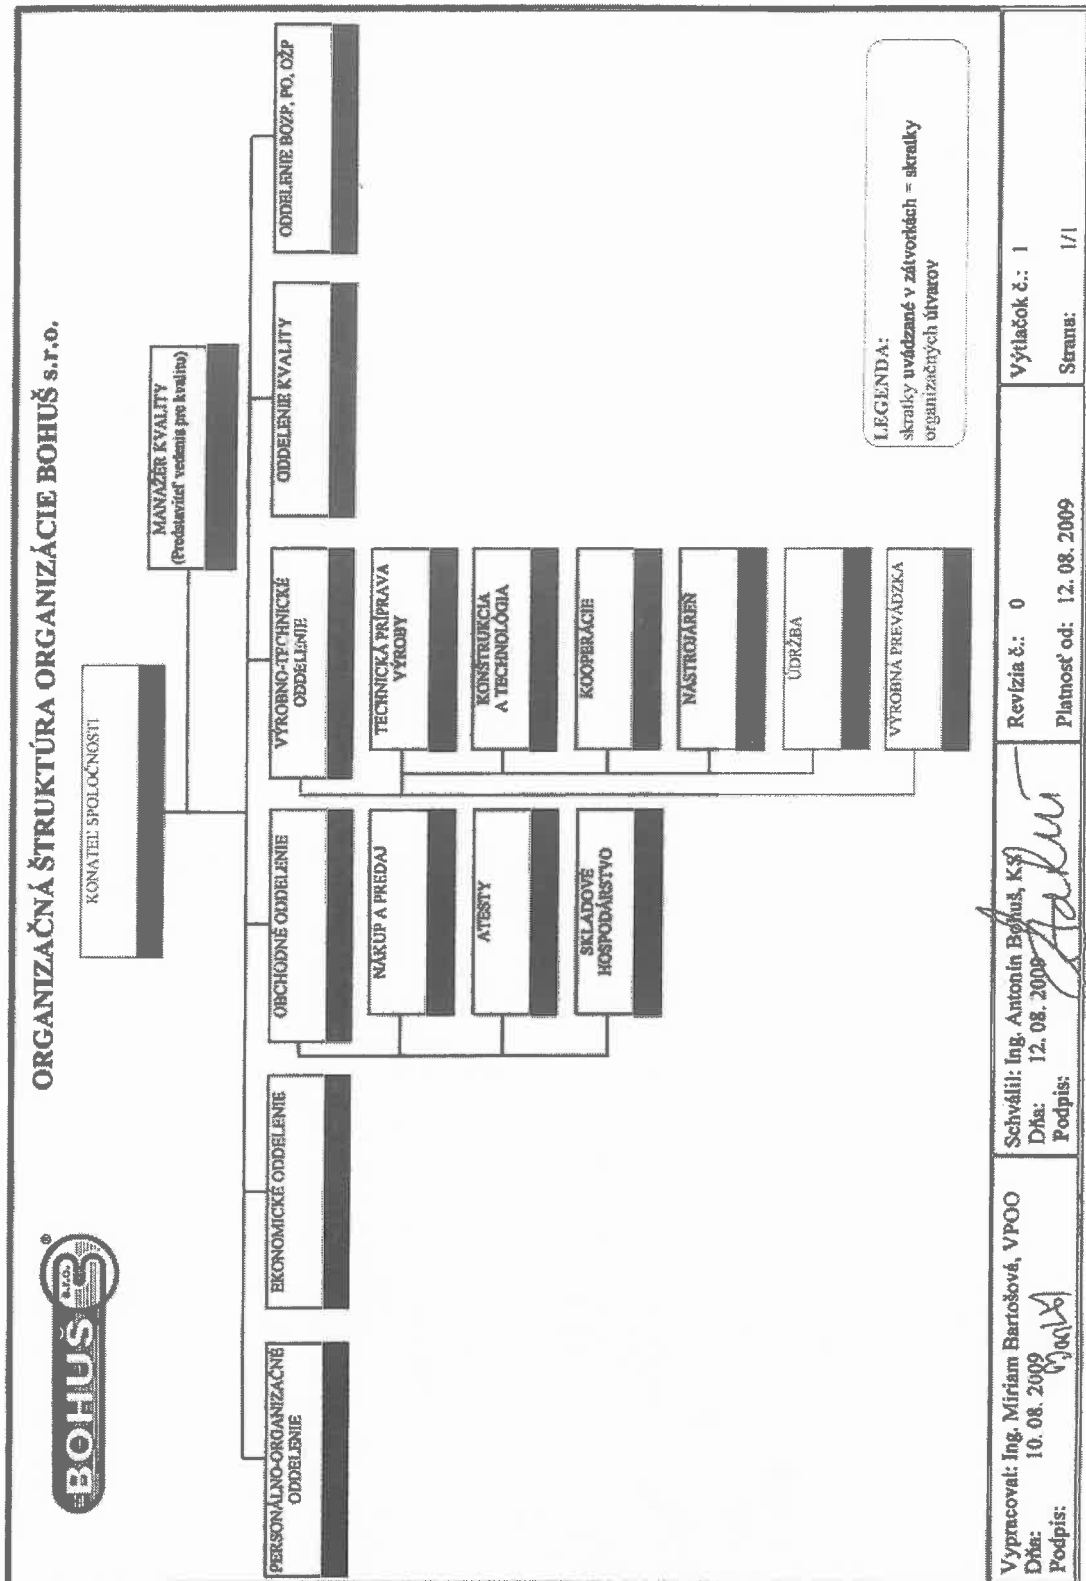 BOHUŠ s.r.o. ®
ORGANIZAČNÁ ŠTRUKTÚRA ORGANIZÁCIE BOHUŠ s.r.o.
KONATEĽ SPOLOČNOSTI
MANAŽÉR KVALITY
(Predstaviteľ vedenia pre kvalitu)
PERSONÁLNO-ORGANIZAČNÉ
ODDELENIE
EKONOMICKÉ ODDELENIE
OBCHODNÉ ODDELENIE
VÝROBNO-TECHNICKÉ
ODDELENIE
ODDELENIE KVALITY
ODDELENIE BOZP, PO, OŽP
NÁKUP A PREDAJ
ATESTY
SKLADOVÉ
HOSPODÁRSTVO
TECHNICKÁ PRÍPRAVA
VÝROBY
KONŠTRUKCIA
A TECHNOLÓGIA
KOOPERÁCIE
NÁSTROJÁREŇ
ÚDRŽBA
VÝROBNÁ PREVÁDZKA
LEGENDA:
skratky uvádzané v zátvorkách = skratky
organizačných útvarov
Vypracoval: Ing. Miriam Bartošová, VPOO
Dňa: 10. 08. 2009
Podpis:
Schválil: Ing. Antonín Bohuš, KS
Dňa: 12. 08. 2009
Podpis:
Revízia č.: 0
Platnosť od: 12. 08. 2009
Výtlačok č.: 1
Strana: 1/1